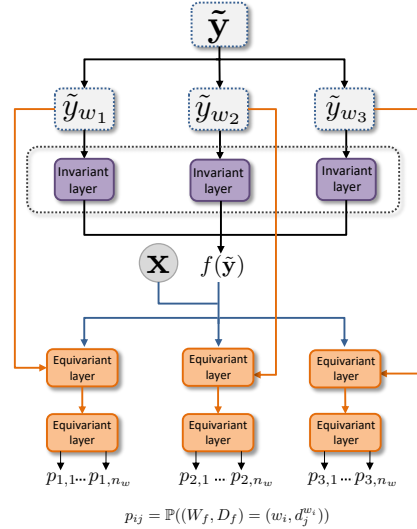 ỹ
ỹ_{w_1} ỹ_{w_2} ỹ_{w_3}
Invariant layer Invariant layer Invariant layer
x f(ỹ)
Equivariant layer Equivariant layer Equivariant layer
Equivariant layer Equivariant layer Equivariant layer
p_{1,1}...p_{1,n_w} p_{2,1}...p_{2,n_w} p_{3,1}...p_{3,n_w}
p_{ij} = ℙ((W_f, D_f) = (w_i, d_j^{w_i}))